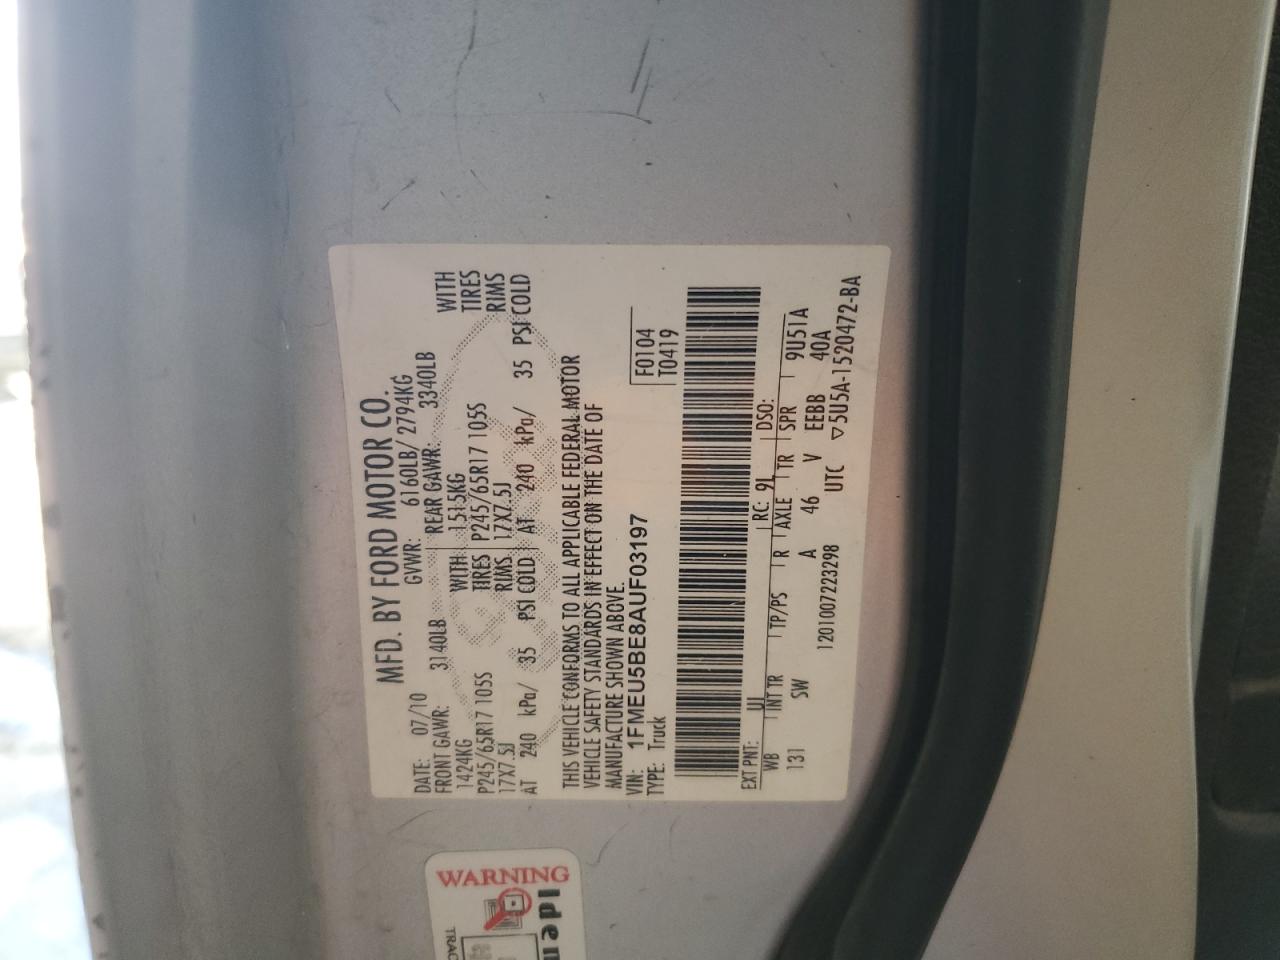 MFD. BY FORD MOTOR CO.
DATE: 07/10 GVWR: 6160LB/ 2794KG
FRONT GAWR: 3140LB REAR GAWR: 3340LB
1424KG WITH 1515KG WITH
P245/65R17 105S TIRES P245/65R17 105S TIRES
17X7.5J RIMS 17X7.5J RIMS
AT 240 kPa/ 35 PSI COLD AT 240 kPa/ 35 PSI COLD
THIS VEHICLE CONFORMS TO ALL APPLICABLE FEDERAL MOTOR
VEHICLE SAFETY STANDARDS IN EFFECT ON THE DATE OF
MANUFACTURE SHOWN ABOVE.
VIN: 1FMEU5BE8AUF03197 F0104
TYPE: Truck T0419
EXT PNT: UI RC: 9L DSO:
WB INT TR TP/PS R AXLE TR SPR 9U51A
131 SW A 46 V EEBB 40A
1201007223298 UTC ▽5U5A-1520472-BA
WARNING
Iden
TRAC